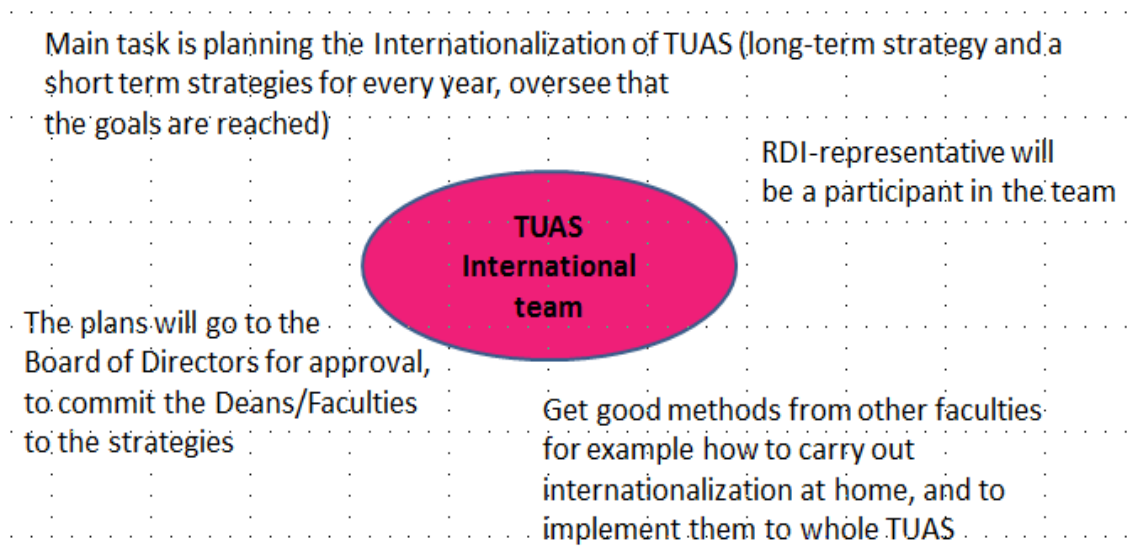 Main task is planning the Internationalization of TUAS (long-term strategy and a
short term strategies for every year, oversee that
the goals are reached)
RDI-representative will
be a participant in the team
TUAS
International
team
The plans will go to the
Board of Directors for approval,
to commit the Deans/Faculties
to the strategies
Get good methods from other faculties
for example how to carry out
internationalization at home, and to
implement them to whole TUAS